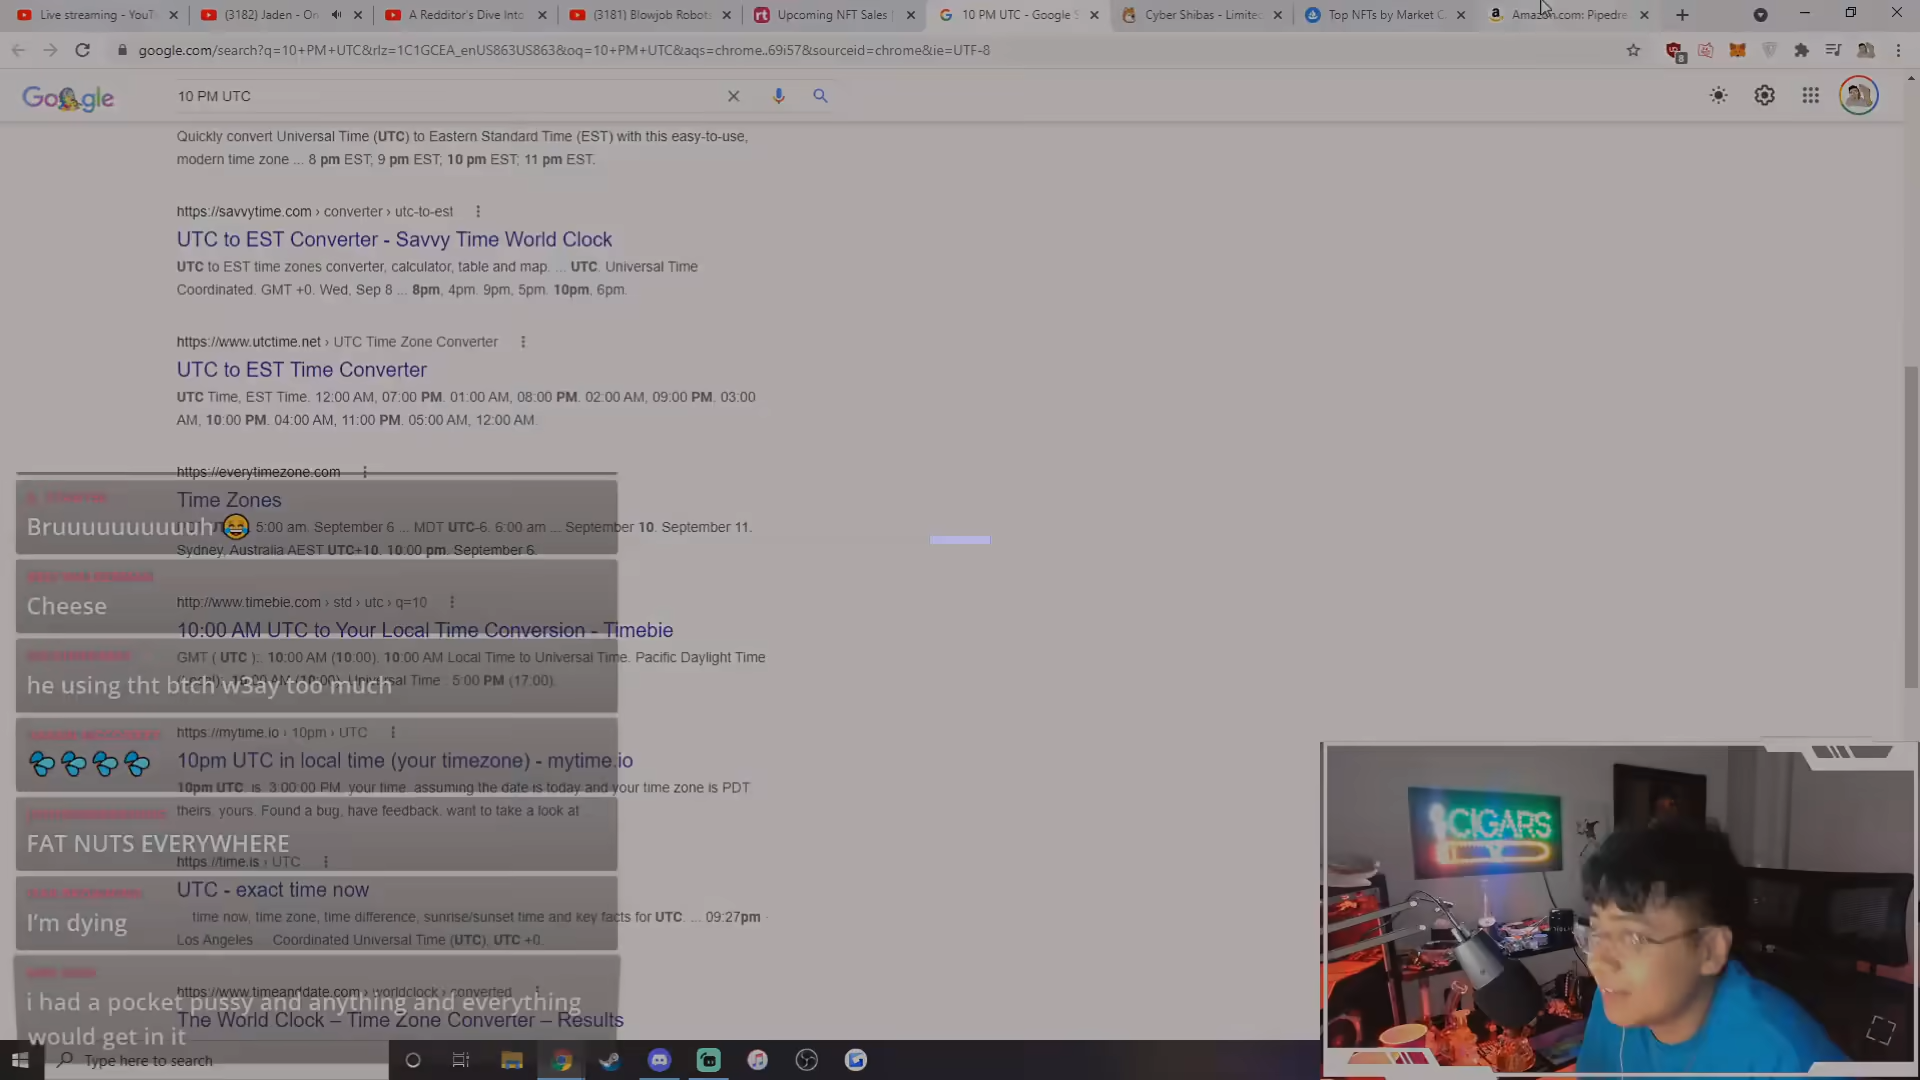 Live streaming - YouT
(3182) Jaden - On
A Redditor's Dive Into
(3181) Blowjob Robots
Upcoming NFT Sales
10 PM UTC - Google S
Cyber Shibas - Limite
Top NFTs by Market C
Amazon.com: Pipedre
google.com/search?q=10+PM+UTC&rlz=1C1GCEA_enUS863US863&oq=10+PM+UTC&aqs=chrome..69i57&sourceid=chrome&ie=UTF-8
8
Google
10 PM UTC
Quickly convert Universal Time (UTC) to Eastern Standard Time (EST) with this easy-to-use,
modern time zone ... 8 pm EST; 9 pm EST; 10 pm EST; 11 pm EST.
https://savvytime.com › converter › utc-to-est
UTC to EST Converter - Savvy Time World Clock
UTC to EST time zones converter, calculator, table and map. ... UTC. Universal Time
Coordinated. GMT +0. Wed, Sep 8 ... 8pm, 4pm. 9pm, 5pm. 10pm, 6pm.
https://www.utctime.net › UTC Time Zone Converter
UTC to EST Time Converter
UTC Time, EST Time. 12:00 AM, 07:00 PM. 01:00 AM, 08:00 PM. 02:00 AM, 09:00 PM. 03:00
AM, 10:00 PM. 04:00 AM, 11:00 PM. 05:00 AM, 12:00 AM.
https://everytimezone.com
Time Zones
5:00 am. September 6 ... MDT UTC-6. 6:00 am ... September 10. September 11.
Sydney, Australia AEST UTC+10. 10:00 pm. September 6.
Bruuuuuuuuuuh 😂
http://www.timebie.com › std › utc › q=10
Cheese
10:00 AM UTC to Your Local Time Conversion - Timebie
GMT ( UTC ):. 10:00 AM (10:00). 10:00 AM Local Time to Universal Time. Pacific Daylight Time
Universal Time 5:00 PM (17:00).
he using tht btch w3ay too much
https://mytime.io › 10pm › UTC
10pm UTC in local time (your timezone) - mytime.io
💦💦💦💦
10pm UTC. is. 3:00:00 PM. your time. assuming the date is today and your time zone is PDT
theirs. yours. Found a bug, have feedback. want to take a look at
FAT NUTS EVERYWHERE
https://time.is › UTC
UTC - exact time now
time now. time zone, time difference, sunrise/sunset time and key facts for UTC. ... 09:27pm ·
Los Angeles ... Coordinated Universal Time (UTC). UTC +0.
I'm dying
https://www.timeanddate.com › worldclock › converted
The World Clock – Time Zone Converter – Results
i had a pocket pussy and anything and everything
would get in it
Type here to search
CIGARS